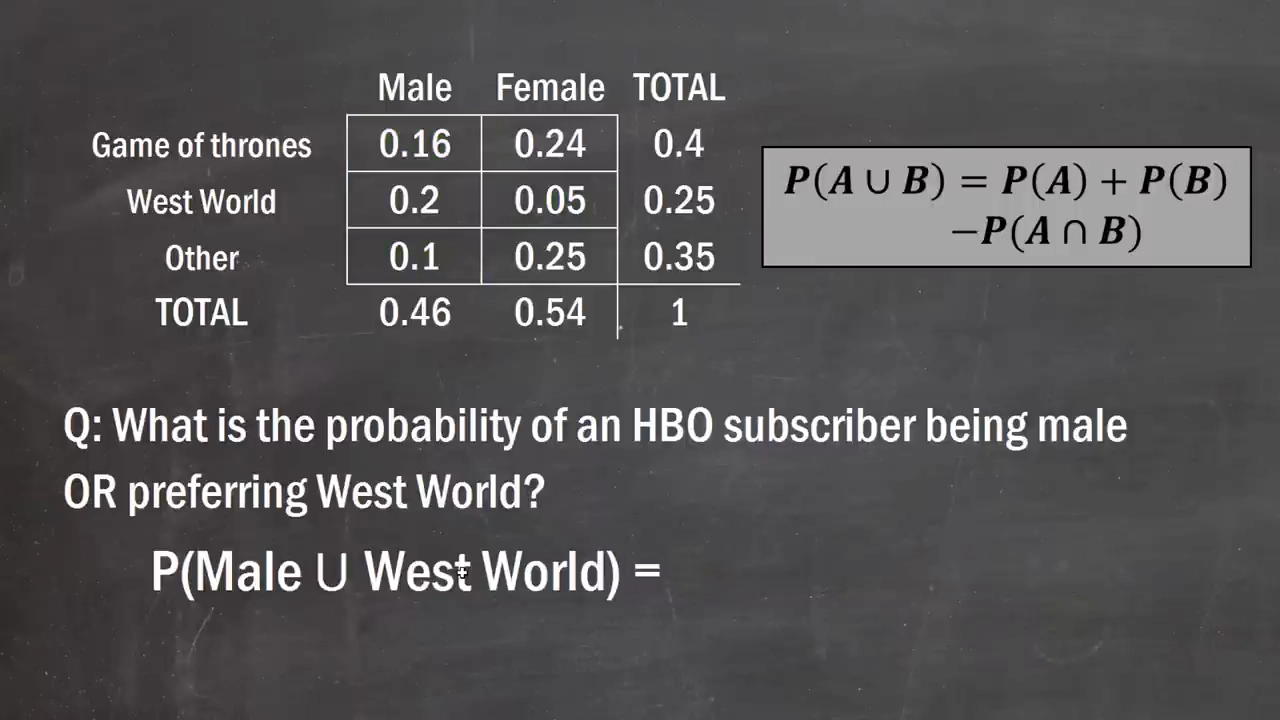 Male Female TOTAL
Game of thrones 0.16 0.24 0.4
West World 0.2 0.05 0.25
Other 0.1 0.25 0.35
TOTAL 0.46 0.54 1
P(A ∪ B) = P(A) + P(B)
−P(A ∩ B)
Q: What is the probability of an HBO subscriber being male
OR preferring West World?
P(Male ∪ West World) =